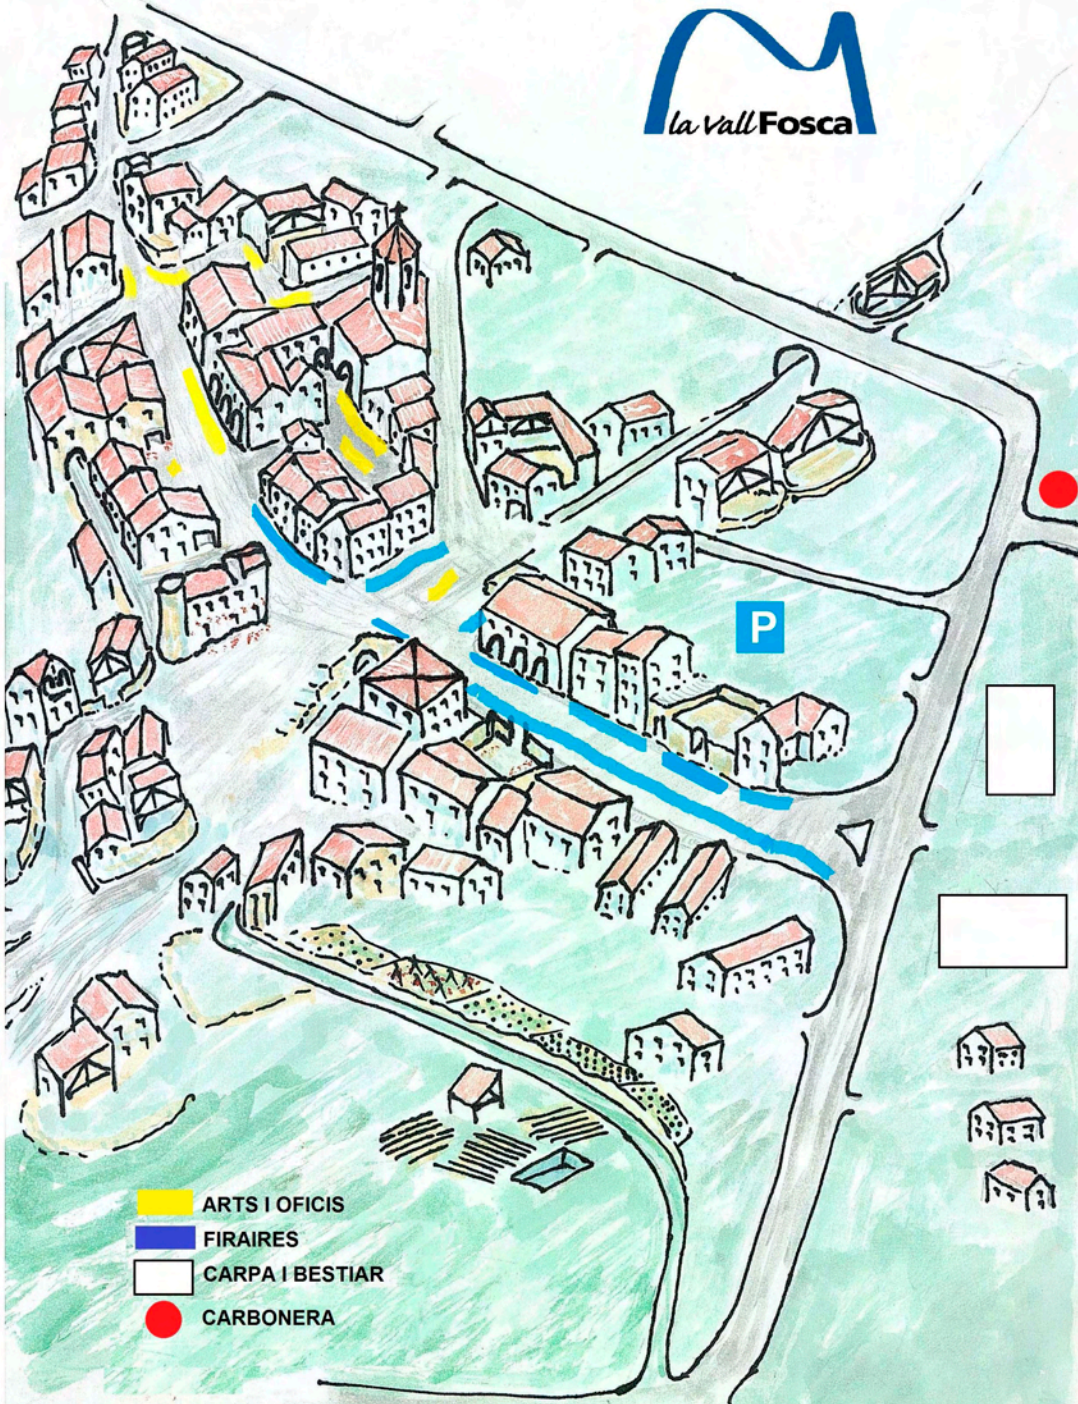 la vall Fosca
P
ARTS I OFICIS
FIRAIRES
CARPA I BESTIAR
CARBONERA